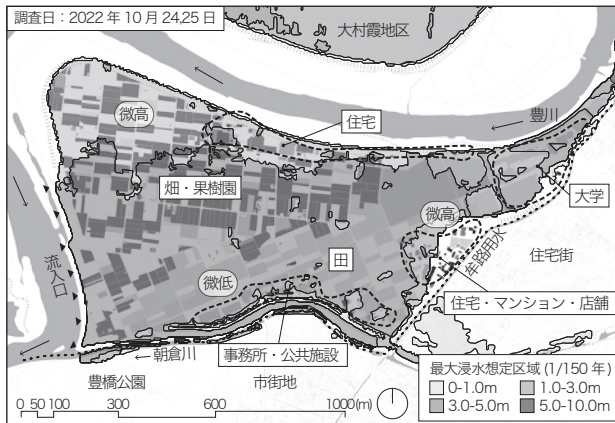 調査日：2022 年 10 月 24,25 日
大村霞地区
微高
住宅
豊川
畑・果樹園
大学
微高
牟呂用水
田
住宅街
流入口
微低
住宅・マンション・店舗
朝倉川
事務所・公共施設
豊橋公園
市街地
最大浸水想定区域 (1/150 年)
0-1.0m
1.0-3.0m
3.0-5.0m
5.0-10.0m
0 50 100 300 600 1000(m)